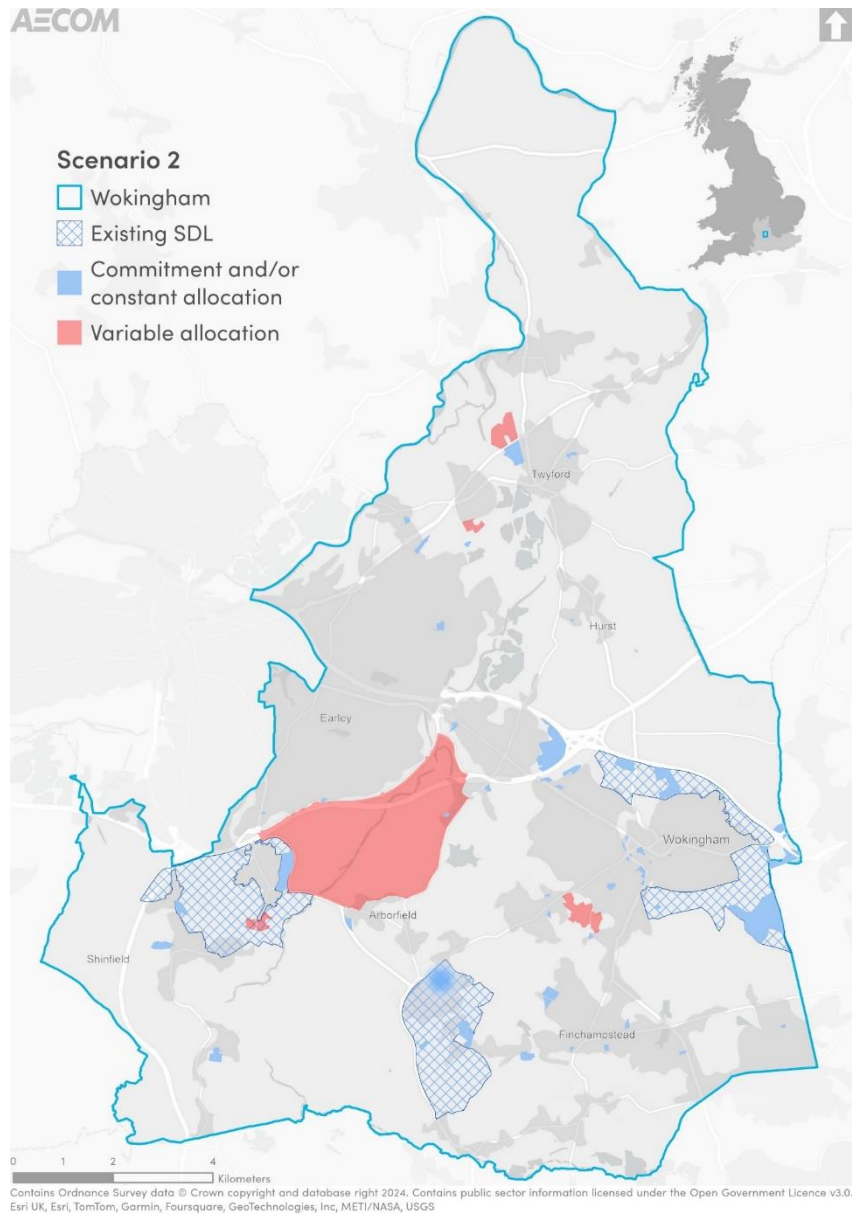 AECOM
Scenario 2
Wokingham
Existing SDL
Commitment and/or
constant allocation
Variable allocation
Twyford
Hurst
Earley
Wokingham
Arborfield
Shinfield
Finchampstead
0 1 2 4
Kilometers
Contains Ordnance Survey data © Crown copyright and database right 2024. Contains public sector information licensed under the Open Government Licence v3.0.
Esri UK, Esri, TomTom, Garmin, Foursquare, GeoTechnologies, Inc, METI/NASA, USGS